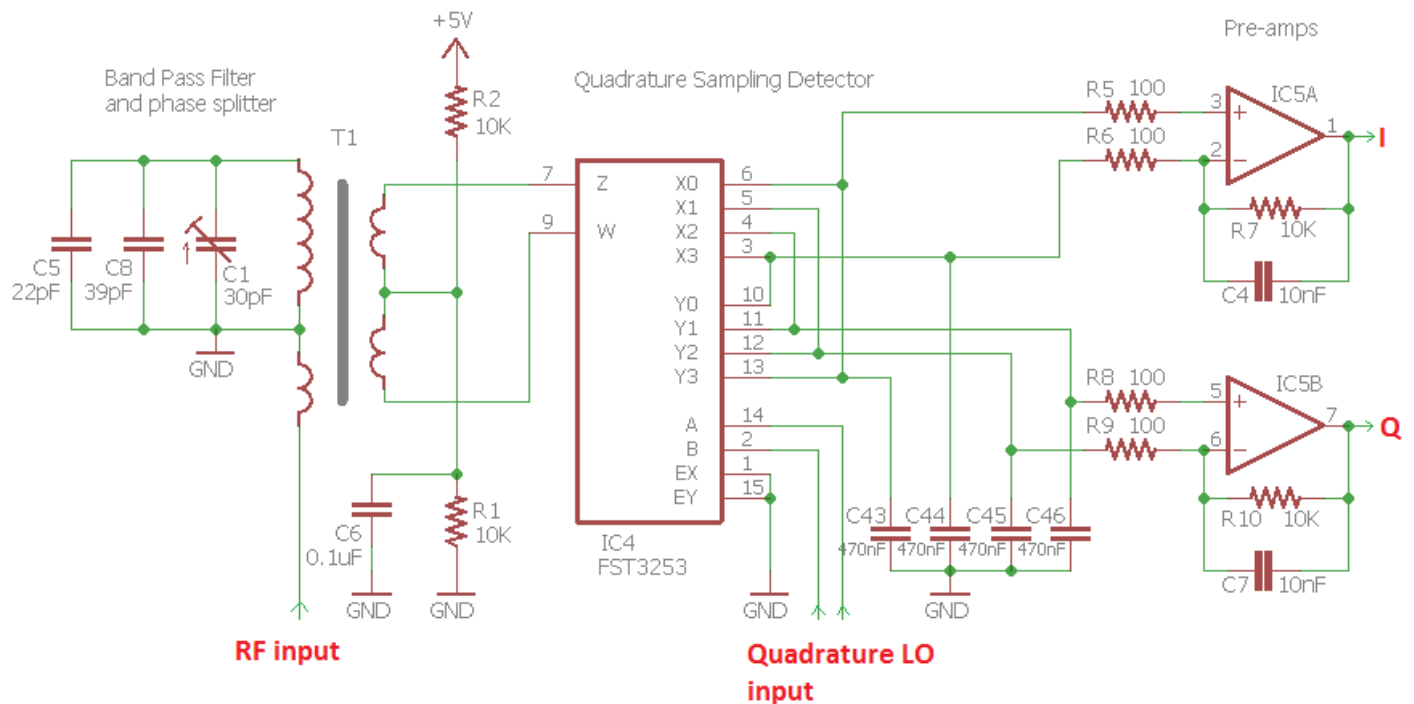 Pre-amps
+5V
Band Pass Filter
and phase splitter
Quadrature Sampling Detector
R2
10K
T1
R5 100
IC5A
3
+
R6 100
2
-
1
I
R7 10K
C4 10nF
C5
22pF
C8
39pF
C1
30pF
GND
7 Z
9 W
X0 6
X1 5
X2 4
X3 3
Y0 10
Y1 11
Y2 12
Y3 13
A 14
B 2
EX 1
EY 15
IC4
FST3253
R8 100
IC5B
5
+
R9 100
6
-
7
Q
R10 10K
C7 10nF
C6
0.1uF
R1
10K
C43 C44 C45 C46
470nF 470nF 470nF 470nF
GND
GND
GND
GND
RF input
Quadrature LO
input